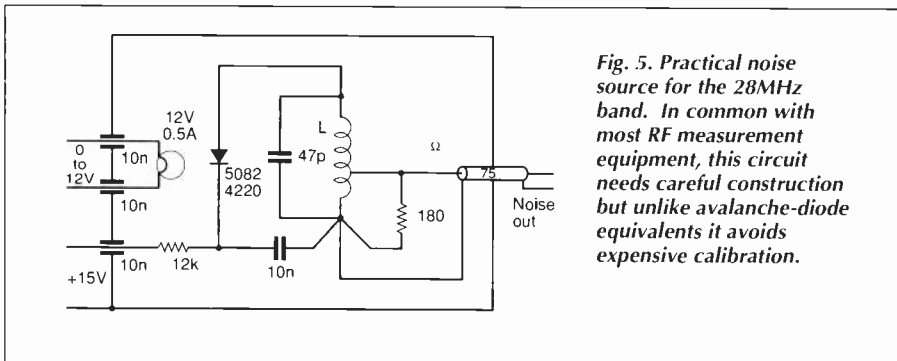 Fig. 5. Practical noise
source for the 28MHz
band. In common with
most RF measurement
equipment, this circuit
needs careful construction
but unlike avalanche-diode
equivalents it avoids
expensive calibration.
12V
0.5A
0
to
12V
10n
10n
10n
+15V
12k
5082
4220
47p
L
10n
180
Ω
75
Noise
out